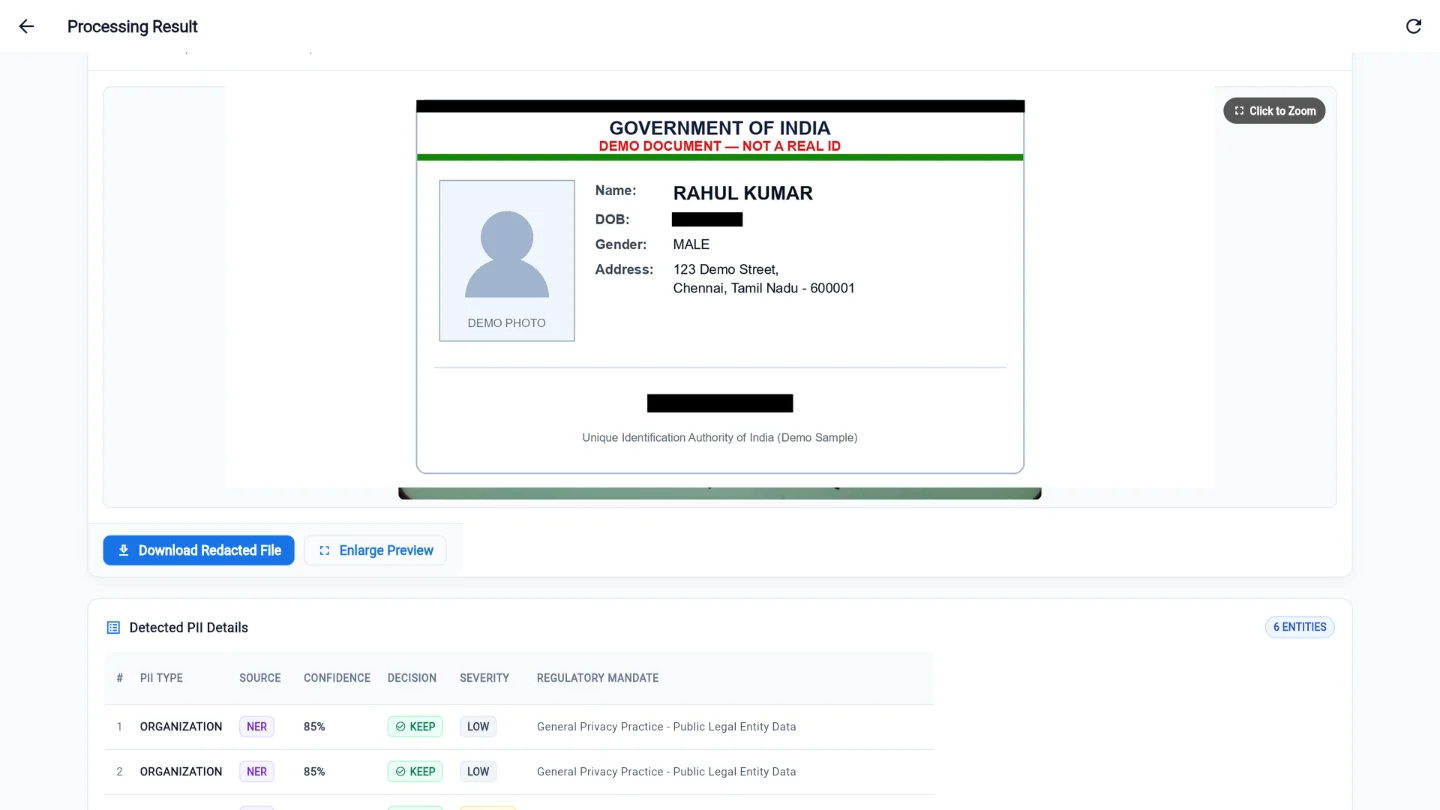 Processing Result
Click to Zoom
GOVERNMENT OF INDIA
DEMO DOCUMENT — NOT A REAL ID
Name: RAHUL KUMAR
DOB:
Gender: MALE
Address: 123 Demo Street,
Chennai, Tamil Nadu - 600001
DEMO PHOTO
Unique Identification Authority of India (Demo Sample)
Download Redacted File
Enlarge Preview
Detected PII Details
6 ENTITIES
# PII TYPE SOURCE CONFIDENCE DECISION SEVERITY REGULATORY MANDATE
1 ORGANIZATION NER 85% KEEP LOW General Privacy Practice - Public Legal Entity Data
2 ORGANIZATION NER 85% KEEP LOW General Privacy Practice - Public Legal Entity Data